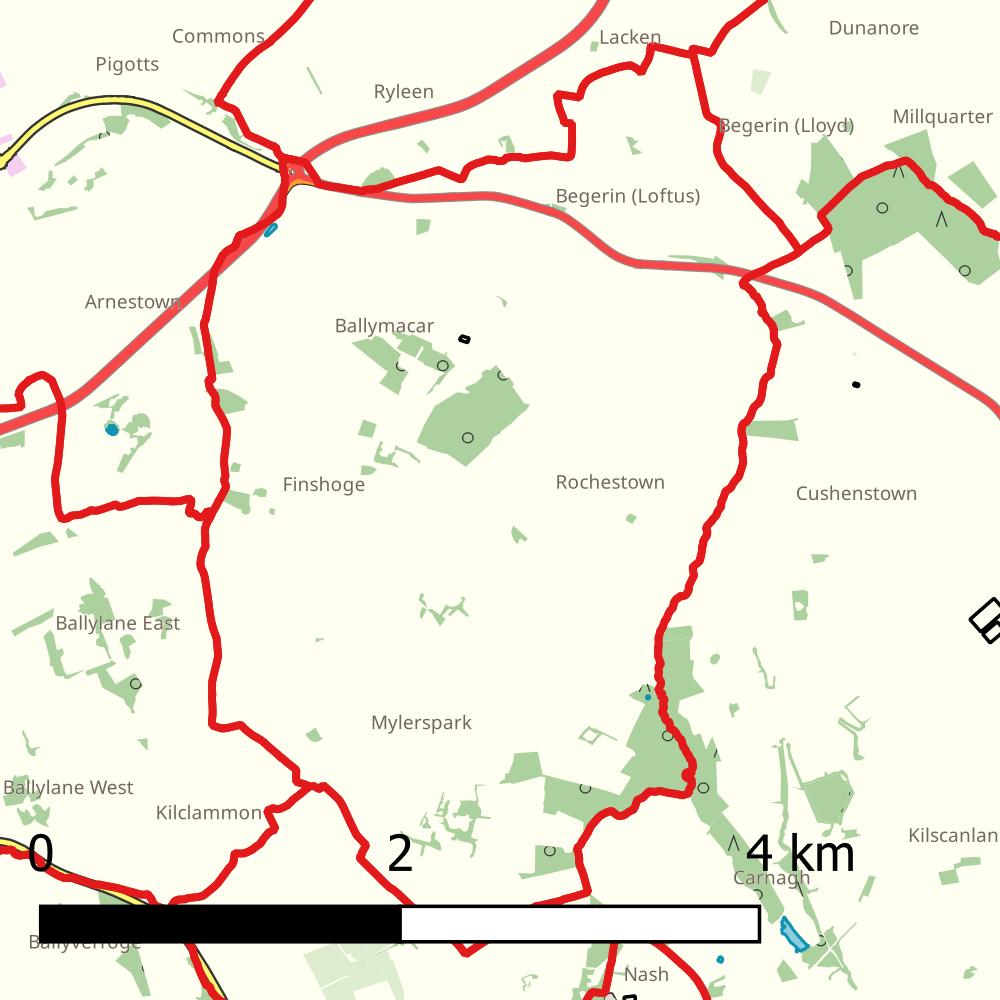 Dunanore
Commons
Lacken
Pigotts
Ryleen
Millquarter
Begerin (Lloyd)
Begerin (Loftus)
Arnestown
Ballymacar
Finshoge
Rochestown
Cushenstown
Ballylane East
Mylerspark
Ballylane West
Kilclammon
Kilscanlan
0 2 4 km
Carnagh
Ballyverroge
Nash